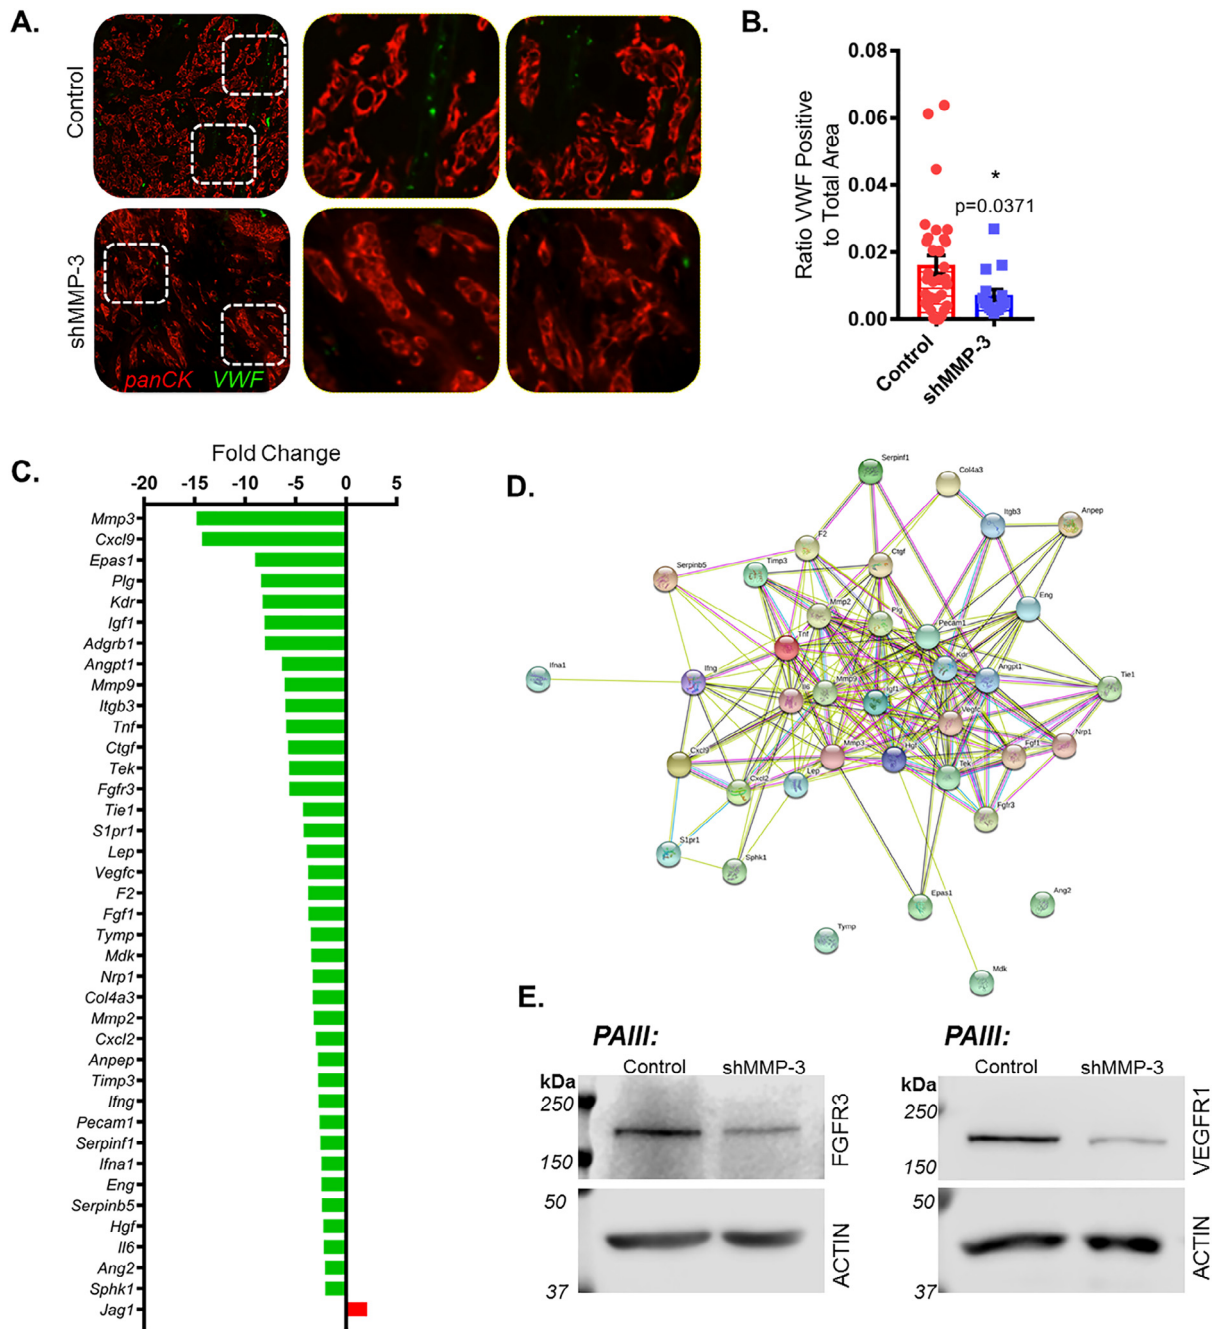 A.
Control
shMMP-3
panCK VWF
B.
Ratio VWF Positive
to Total Area
0.08
0.06
0.04
0.02
0.00
*
p=0.0371
Control
shMMP-3
C.
Fold Change
-20 -15 -10 -5 0 5
Mmp3
Cxcl9
Epas1
Plg
Kdr
Igf1
Adgrb1
Angpt1
Mmp9
Itgb3
Tnf
Ctgf
Tek
Fgfr3
Tie1
S1pr1
Lep
Vegfc
F2
Fgf1
Tymp
Mdk
Nrp1
Col4a3
Mmp2
Cxcl2
Anpep
Timp3
Ifng
Pecam1
Serpinf1
Ifna1
Eng
Serpinb5
Hgf
Il6
Ang2
Sphk1
Jag1
D.
Serpinf1
Col4a3
Itgb3
Anpep
F2
Ctgf
Timp3
Serpinb5
Eng
Mmp2
Plg
Pecam1
Tnf
Kdr
Ifna1
Ifng
Angpt1
Tie1
Il6
Mmp9
Igf1
Vegfc
Nrp1
Cxcl9
Mmp3
Hgf
Fgf1
Cxcl2
Lep
Tek
Fgfr3
S1pr1
Sphk1
Epas1
Ang2
Tymp
Mdk
E.
PAIII:
Control shMMP-3
kDa
250
150
FGFR3
50
37
ACTIN
PAIII:
Control shMMP-3
kDa
250
150
VEGFR1
50
37
ACTIN